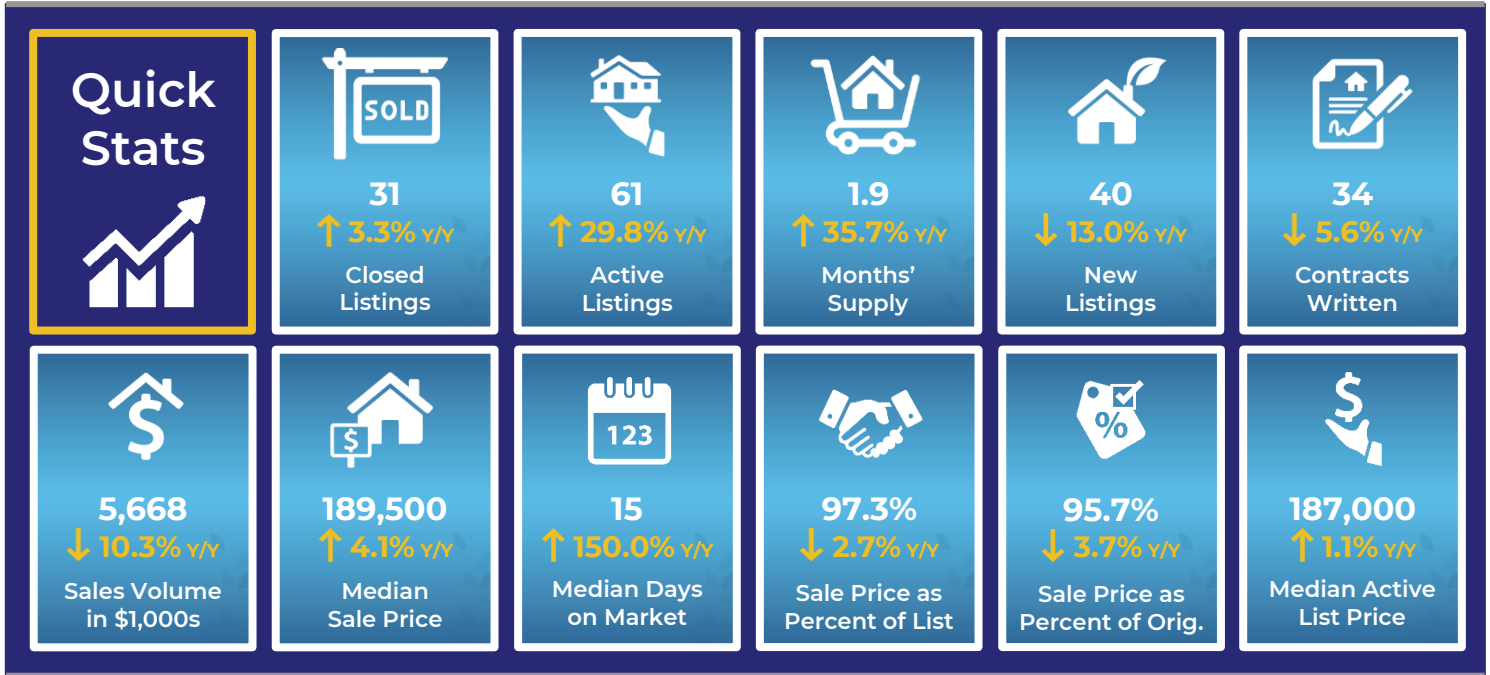 Quick
Stats
SOLD
31
↑ 3.3% Y/Y
Closed
Listings
61
↑ 29.8% Y/Y
Active
Listings
1.9
↑ 35.7% Y/Y
Months’
Supply
40
↓ 13.0% Y/Y
New
Listings
34
↓ 5.6% Y/Y
Contracts
Written
$
5,668
↓ 10.3% Y/Y
Sales Volume
in $1,000s
$
189,500
↑ 4.1% Y/Y
Median
Sale Price
123
15
↑ 150.0% Y/Y
Median Days
on Market
97.3%
↓ 2.7% Y/Y
Sale Price as
Percent of List
%
95.7%
↓ 3.7% Y/Y
Sale Price as
Percent of Orig.
$
187,000
↑ 1.1% Y/Y
Median Active
List Price